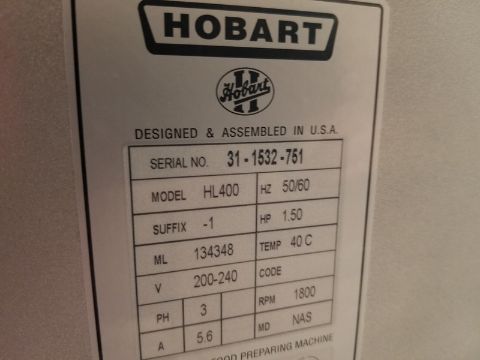 HOBART
Hobart
DESIGNED & ASSEMBLED IN U.S.A.
SERIAL NO. 31-1532-751
MODEL HL400 HZ 50/60
SUFFIX -1 HP 1.50
ML 134348 TEMP 40 C
V 200-240 CODE
PH 3 RPM 1800
A 5.6 MD NAS
FOOD PREPARING MACHINE